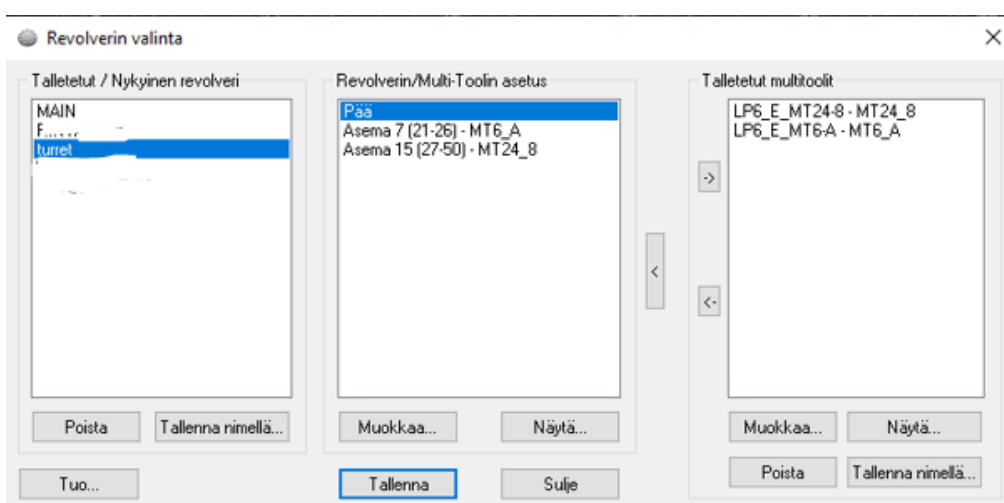 Revolverin valinta
Talletetut / Nykyinen revolveri
MAIN
turret
Poista
Tallenna nimellä...
Tuo...
Revolverin/Multi-Toolin asetus
Pää
Asema 7 (21-26) - MT6_A
Asema 15 (27-50) - MT24_8
Muokkaa...
Näytä...
Tallenna
Sulje
<
Talletetut multitoolit
->
<-
LP6_E_MT24-8 - MT24_8
LP6_E_MT6-A - MT6_A
Muokkaa...
Näytä...
Poista
Tallenna nimellä...